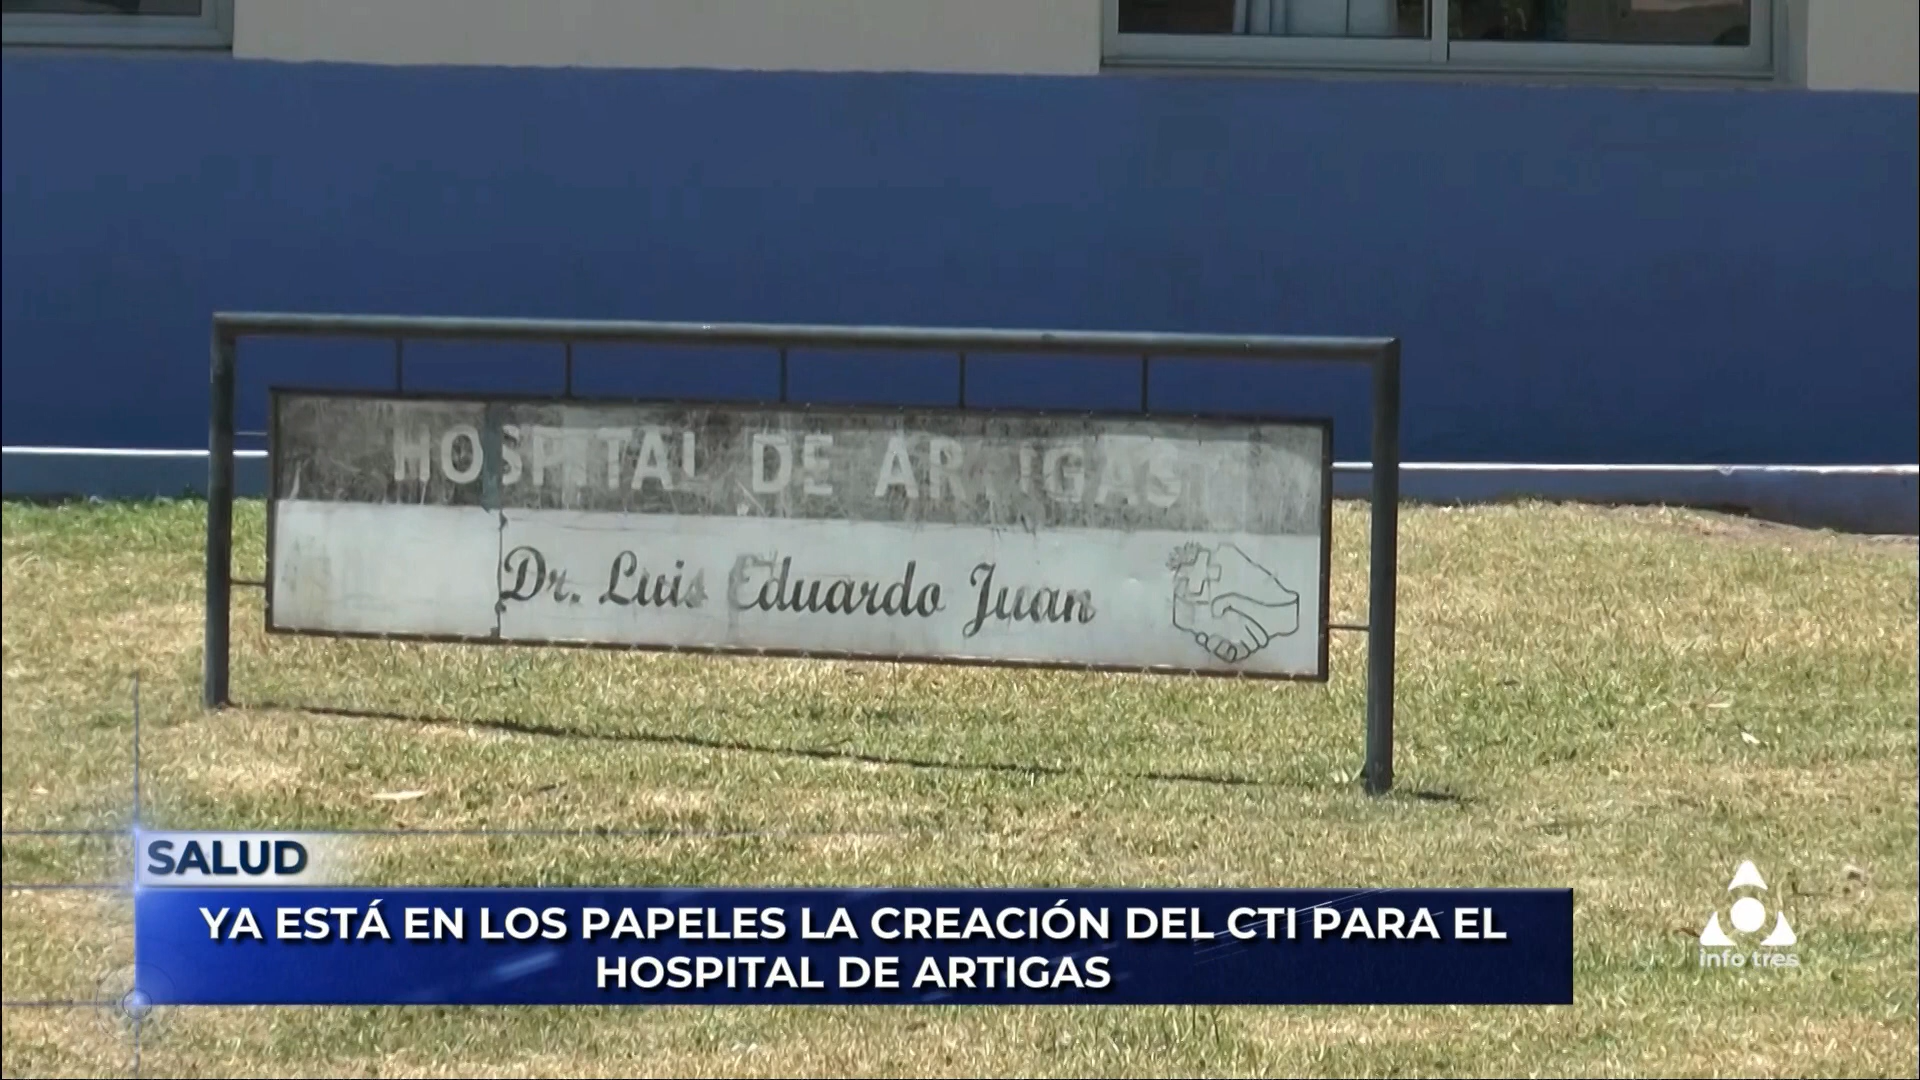 HOSPITAL DE ARTIGAS
Dr. Luis Eduardo Juan
SALUD
YA ESTÁ EN LOS PAPELES LA CREACIÓN DEL CTI PARA EL
HOSPITAL DE ARTIGAS
info tres